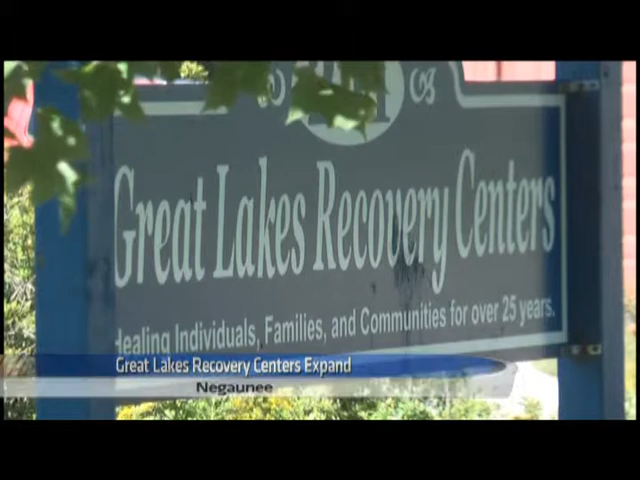 Great Lakes Recovery Centers
Healing Individuals, Families, and Communities for over 25 years.
Great Lakes Recovery Centers Expand
Negaunee